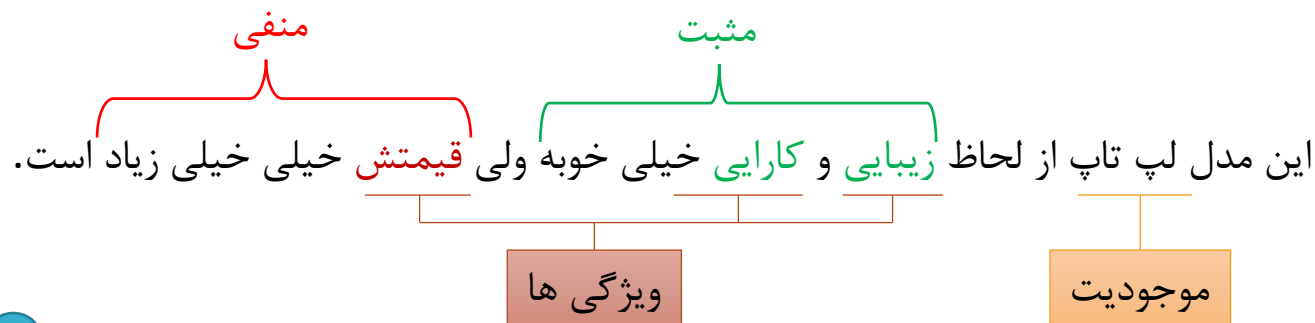 مثبت منفی
این مدل لپ تاپ از لحاظ زیبایی و کارایی خیلی خوبه ولی قیمتش خیلی خیلی زیاد است.
موجودیت ویژگی ها